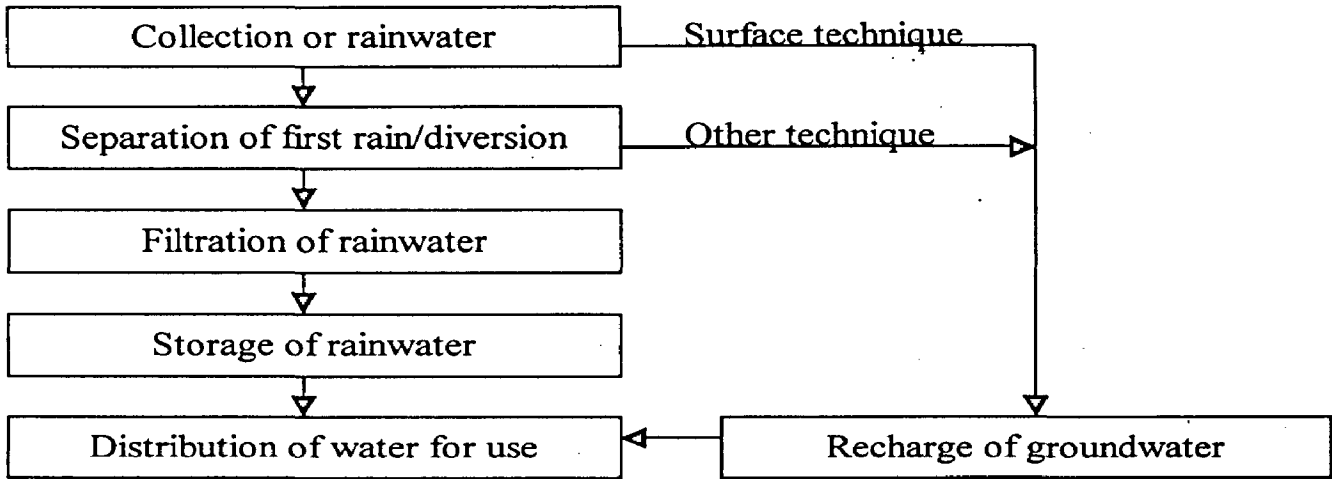 Collection or rainwater
Surface technique
Separation of first rain/diversion
Other technique
Filtration of rainwater
Storage of rainwater
Distribution of water for use
Recharge of groundwater